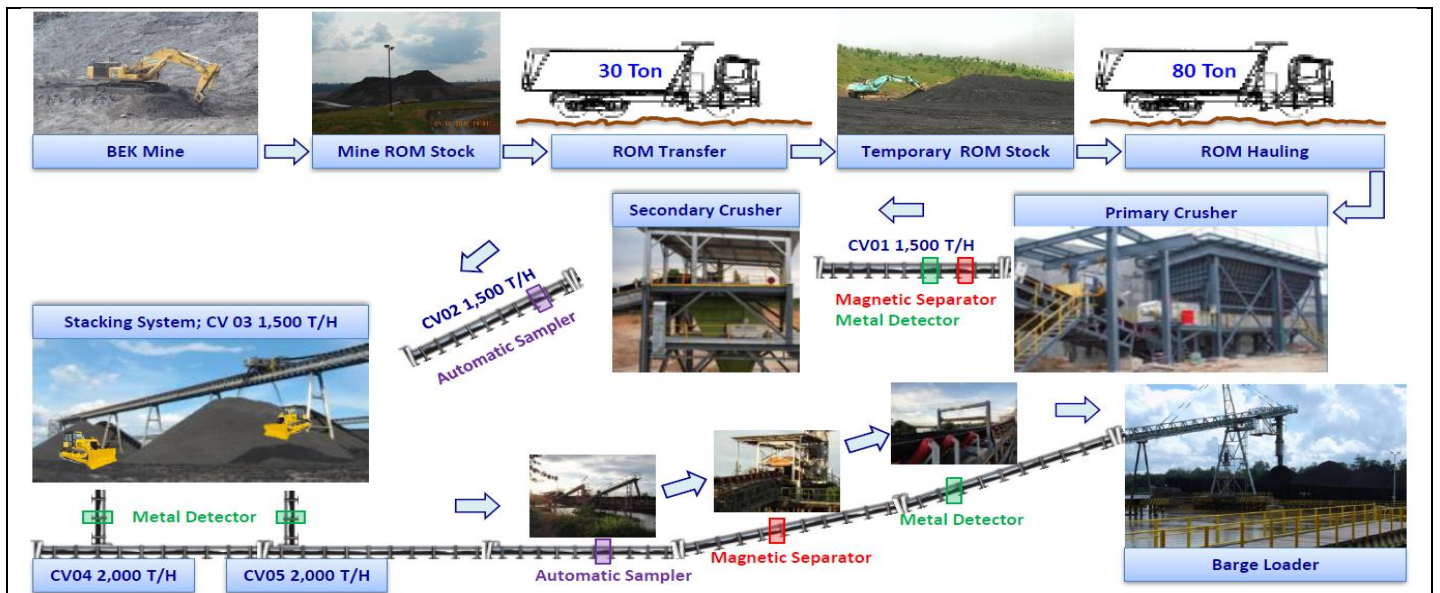 30 Ton
80 Ton
BEK Mine
Mine ROM Stock
ROM Transfer
Temporary ROM Stock
ROM Hauling
Secondary Crusher
Primary Crusher
CV01 1,500 T/H
Magnetic Separator
Metal Detector
CV02 1,500 T/H
Automatic Sampler
Stacking System; CV 03 1,500 T/H
Metal Detector
CV04 2,000 T/H
CV05 2,000 T/H
Automatic Sampler
Magnetic Separator
Metal Detector
Barge Loader